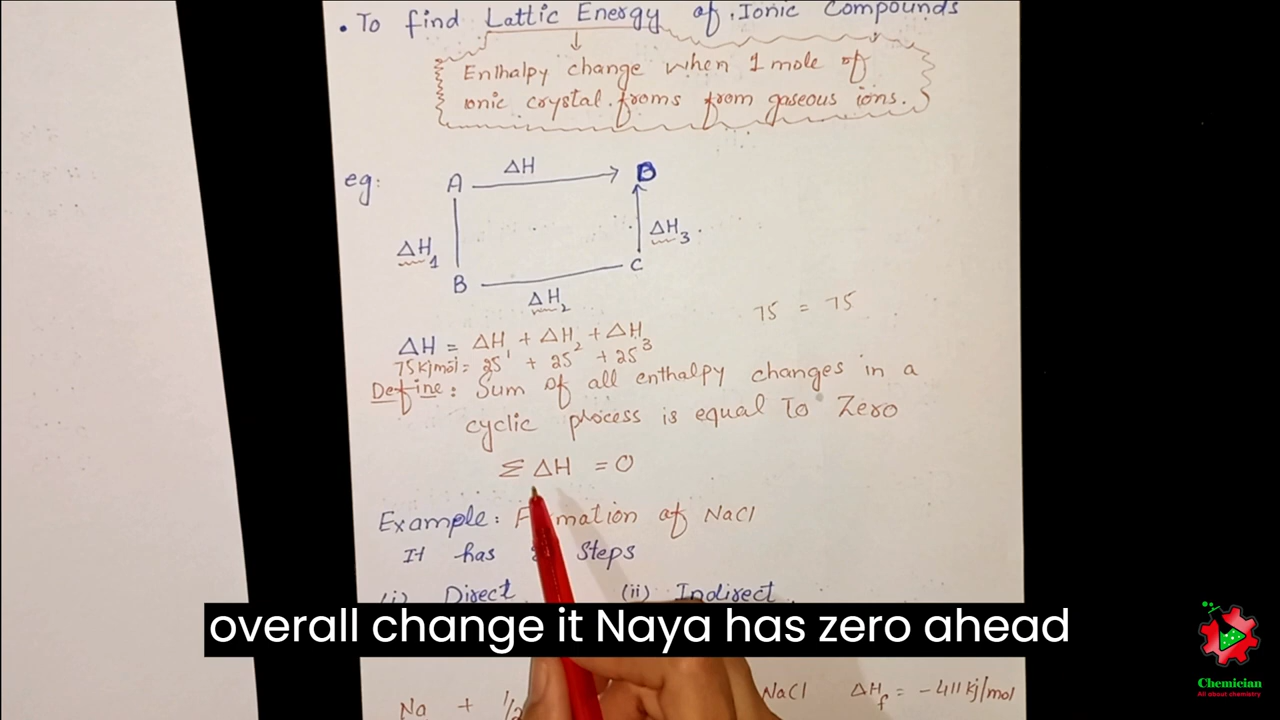 • To find Lattic Energy of Ionic Compounds
Enthalpy change when 1 mole of
ionic crystal froms from gaseous ions.
eg:
A ΔH D
ΔH1 ΔH3
B ΔH2 C
75 = 75
ΔH = ΔH1 + ΔH2 + ΔH3
75kjmol = 25 + 25 + 25
Define: Sum of all enthalpy changes in a
cyclic process is equal To Zero
Σ ΔH = 0
Example: F mation of NaCl
It has Steps
(i) Direct (ii) Indirect
overall change it Naya has zero ahead
Na + 1/2 NaCl ΔHf = -411 kj/mol
Chemician
All about chemistry